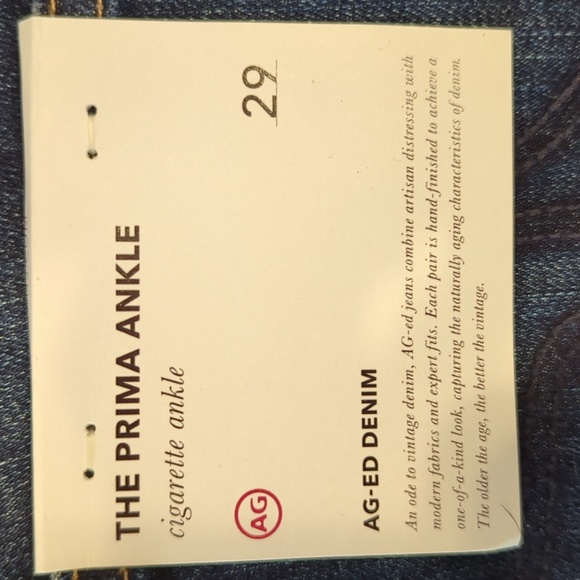 THE PRIMA ANKLE
cigarette ankle
29
AG
AG-ED DENIM
An ode to vintage denim, AG-ed jeans combine artisan distressing with
modern fabrics and expert fits. Each pair is hand-finished to achieve a
one-of-a-kind look, capturing the naturally aging characteristics of denim.
The older the age, the better the vintage.